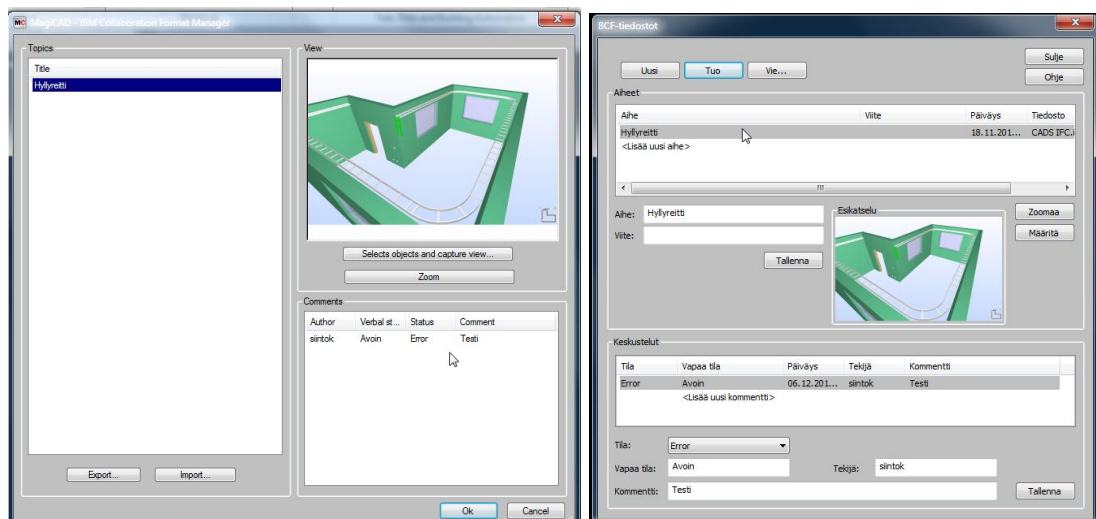 MagiCAD - BIM Collaboration Format Manager
Topics
Title
Hyllyreitti
Export...
Import...
View
Selects objects and capture view...
Zoom
Comments
Author Verbal st... Status Comment
siintok Avoin Error Testi
Ok Cancel
BCF-tiedostot
Uusi Tuo Vie...
Sulje
Ohje
Aiheet
Aihe Viite Päiväys Tiedosto
Hyllyreitti 18.11.201... CADS IFC.i
<Lisää uusi aihe>
Aihe: Hyllyreitti
Viite:
Tallenna
Esikatselu
Zoomaa
Määritä
Keskustelut
Tila Vapaa tila Päiväys Tekijä Kommentti
Error Avoin 06.12.201... siintok Testi
<Lisää uusi kommentti>
Tila: Error
Vapaa tila: Avoin Tekijä: siintok
Kommentti: Testi
Tallenna